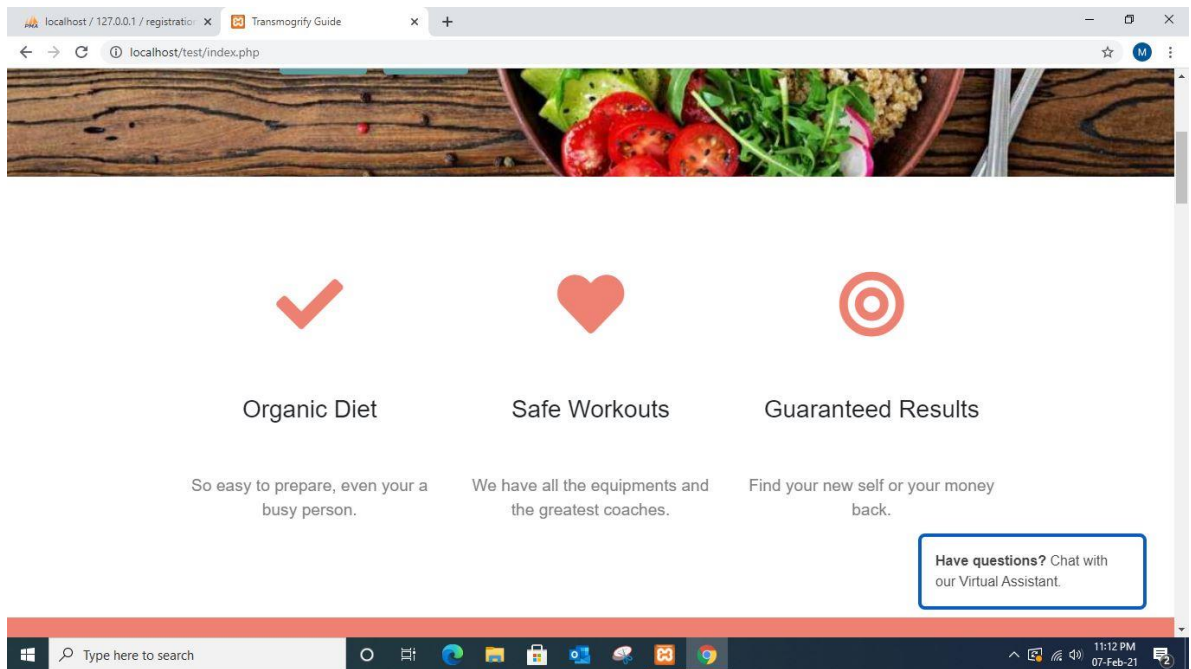 localhost / 127.0.0.1 / registration
Transmogrify Guide
localhost/test/index.php
M
Organic Diet
Safe Workouts
Guaranteed Results
So easy to prepare, even your a
busy person.
We have all the equipments and
the greatest coaches.
Find your new self or your money
back.
Have questions? Chat with
our Virtual Assistant.
Type here to search
11:12 PM
07-Feb-21
2